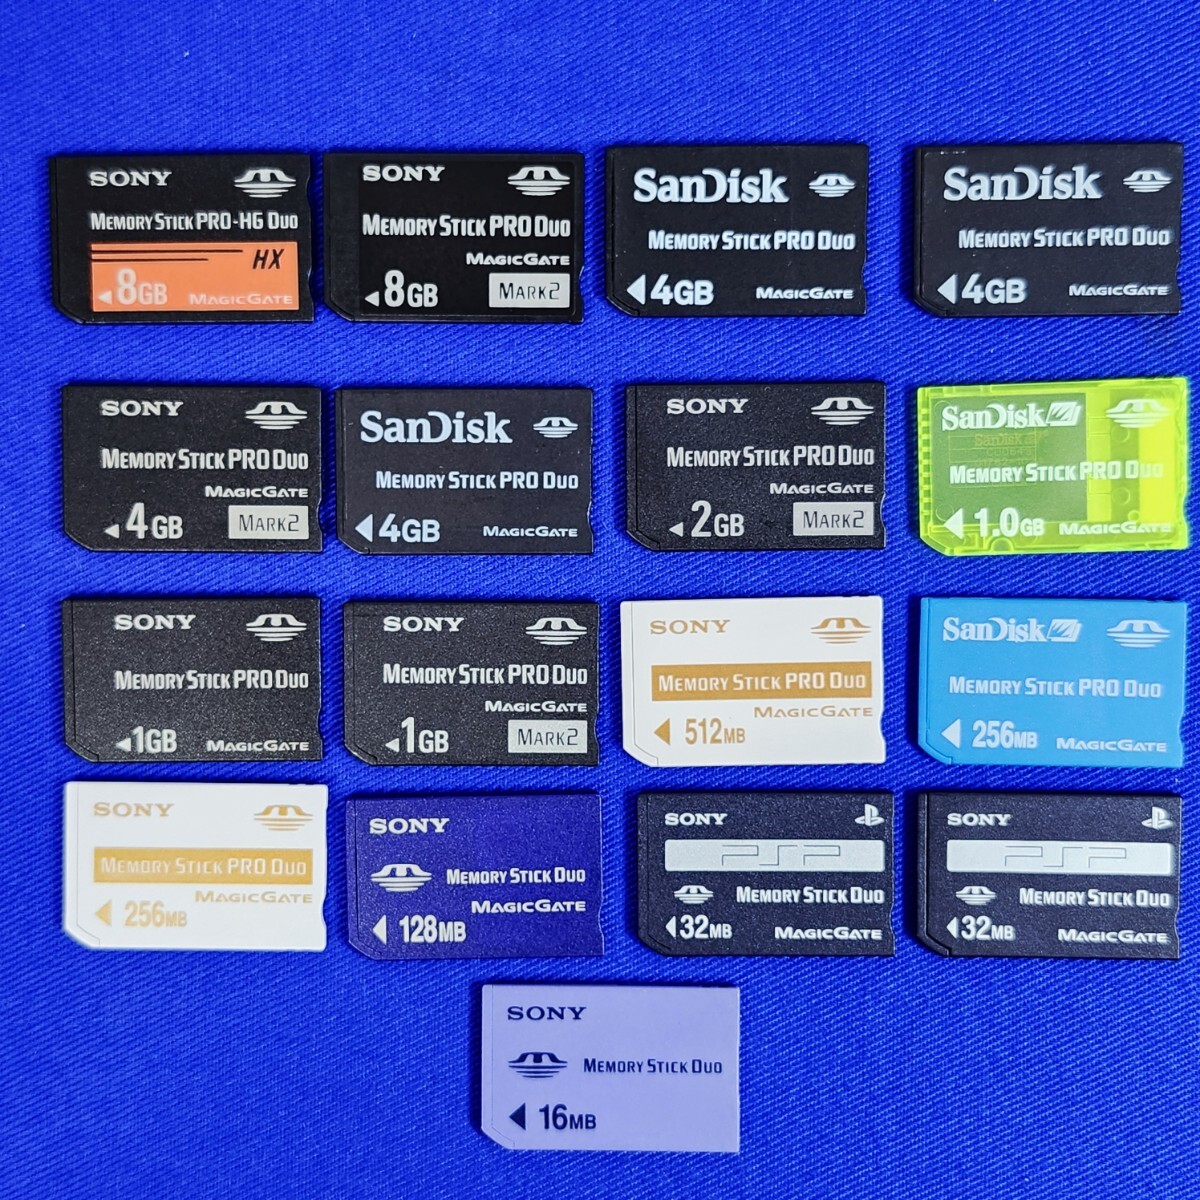 SONY
MEMORY STICK PRO-HG DUO
HX
8GB MAGICGATE
SONY
MEMORY STICK PRO DUO
MAGICGATE
8GB MARK2
SanDisk
MEMORY STICK PRO DUO
4GB MAGICGATE
SanDisk
MEMORY STICK PRO DUO
4GB MAGICGATE
SONY
MEMORY STICK PRO DUO
MAGICGATE
4GB MARK2
SanDisk
MEMORY STICK PRO DUO
4GB MAGICGATE
SONY
MEMORY STICK PRO DUO
MAGICGATE
2GB MARK2
SanDisk
SanDisk
MEMORY STICK PRO DUO
1.0GB MAGICGATE
SONY
MEMORY STICK PRO DUO
1GB MAGICGATE
SONY
MEMORY STICK PRO DUO
MAGICGATE
1GB MARK2
SONY
MEMORY STICK PRO DUO
MAGICGATE
512MB
SanDisk
MEMORY STICK PRO DUO
256MB MAGICGATE
SONY
MEMORY STICK PRO DUO
MAGICGATE
256MB
SONY
MEMORY STICK DUO
MAGICGATE
128MB
SONY
PSP
MEMORY STICK DUO
32MB MAGICGATE
SONY
PSP
MEMORY STICK DUO
32MB MAGICGATE
SONY
MEMORY STICK DUO
16MB